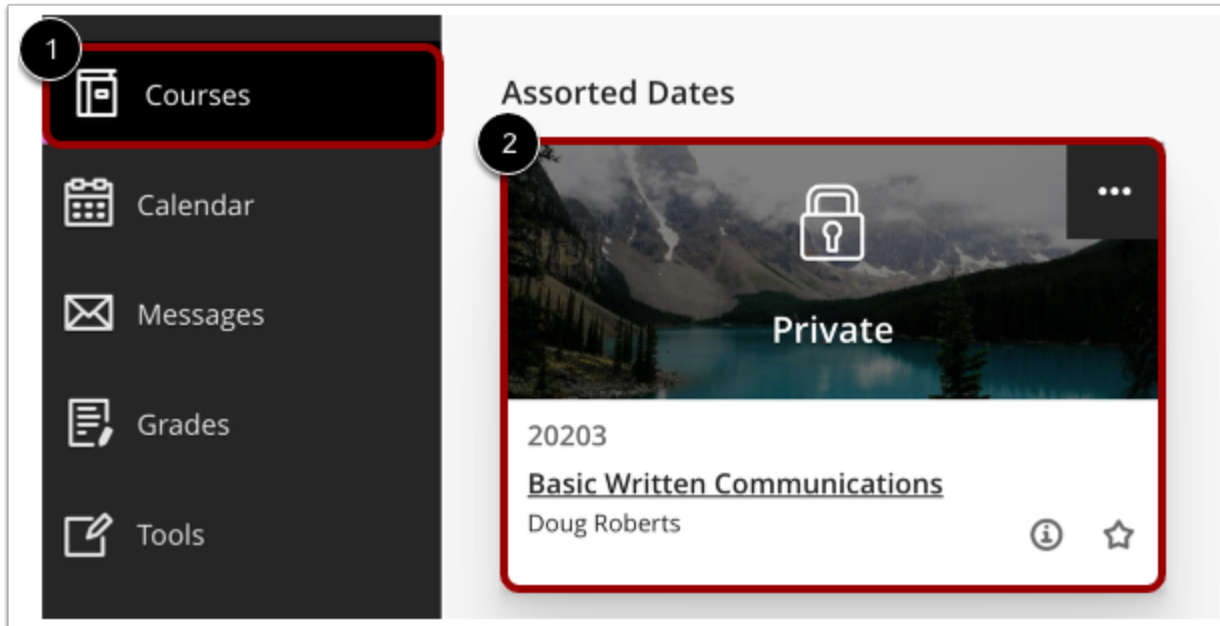 1
Courses
Calendar
Messages
Grades
Tools
Assorted Dates
2
Private
20203
Basic Written Communications
Doug Roberts